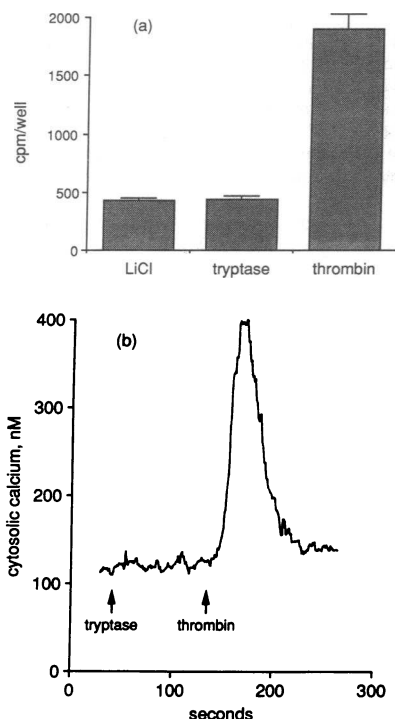 2000
(a)
1500
1000
500
0
cpm/well
LiCl tryptase thrombin
400
(b)
300
200
100
0
cytosolic calcium, nM
tryptase thrombin
0 100 200 300
seconds